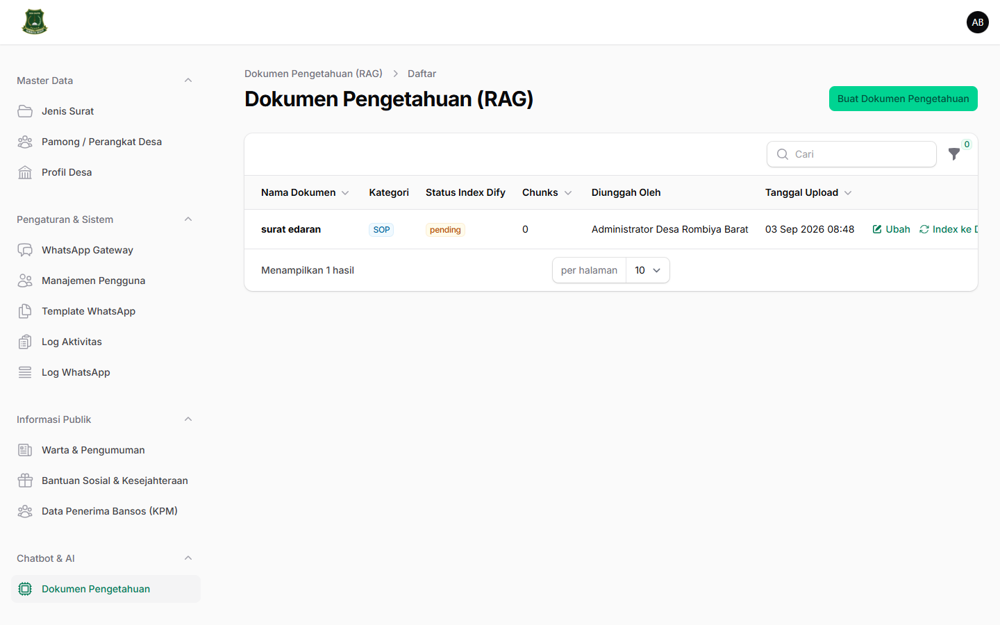 AB
Master Data
Jenis Surat
Pamong / Perangkat Desa
Profil Desa
Pengaturan & Sistem
WhatsApp Gateway
Manajemen Pengguna
Template WhatsApp
Log Aktivitas
Log WhatsApp
Informasi Publik
Warta & Pengumuman
Bantuan Sosial & Kesejahteraan
Data Penerima Bansos (KPM)
Chatbot & AI
Dokumen Pengetahuan
Dokumen Pengetahuan (RAG) > Daftar
Dokumen Pengetahuan (RAG)
Buat Dokumen Pengetahuan
Cari
0
Nama Dokumen Kategori Status Index Dify Chunks Diunggah Oleh Tanggal Upload
surat edaran SOP pending 0 Administrator Desa Rombiya Barat 03 Sep 2026 08:48 Ubah Index ke
Menampilkan 1 hasil
per halaman 10